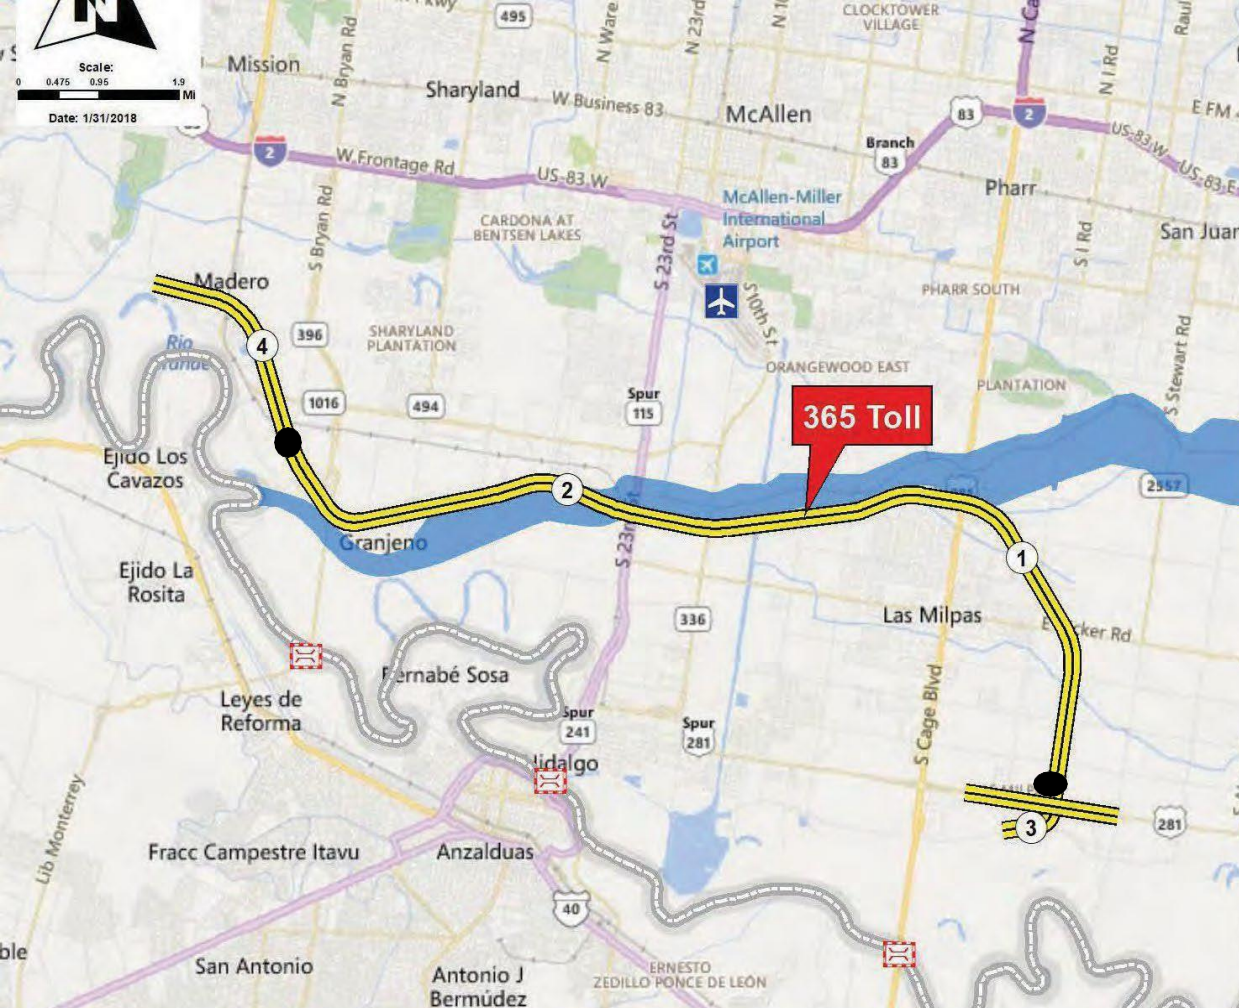 N
Scale:
0 0.475 0.95 1.9
Mi
Date: 1/31/2018
495
N Bryan Rd
N Ware
N 23rd
CLOCKTOWER
VILLAGE
N Ca
N I Rd
Mission
Sharyland
W Business 83
McAllen
83
2
E FM
US-83 W
US-83 E
2
W Frontage Rd
US-83 W
Branch
83
Pharr
San Juan
S I Rd
S Bryan Rd
CARDONA AT
BENTSEN LAKES
S 23rd St
McAllen-Miller
International
Airport
S 10th St
PHARR SOUTH
Madero
4
396
SHARYLAND
PLANTATION
Rio
ORANGEWOOD EAST
PLANTATION
S Stewart Rd
1016
494
Spur
115
365 Toll
Ejido Los
Cavazos
2
2557
Granjeno
S 23rd St
1
Ejido La
Rosita
336
Las Milpas
Bernabé Sosa
Leyes de
Reforma
Spur
241
Spur
281
S Cage Blvd
Hidalgo
Lib Monterrey
3
281
Fracc Campestre Itavu
Anzalduas
40
San Antonio
Antonio J
Bermúdez
ERNESTO
ZEDILLO PONCE DE LEÓN